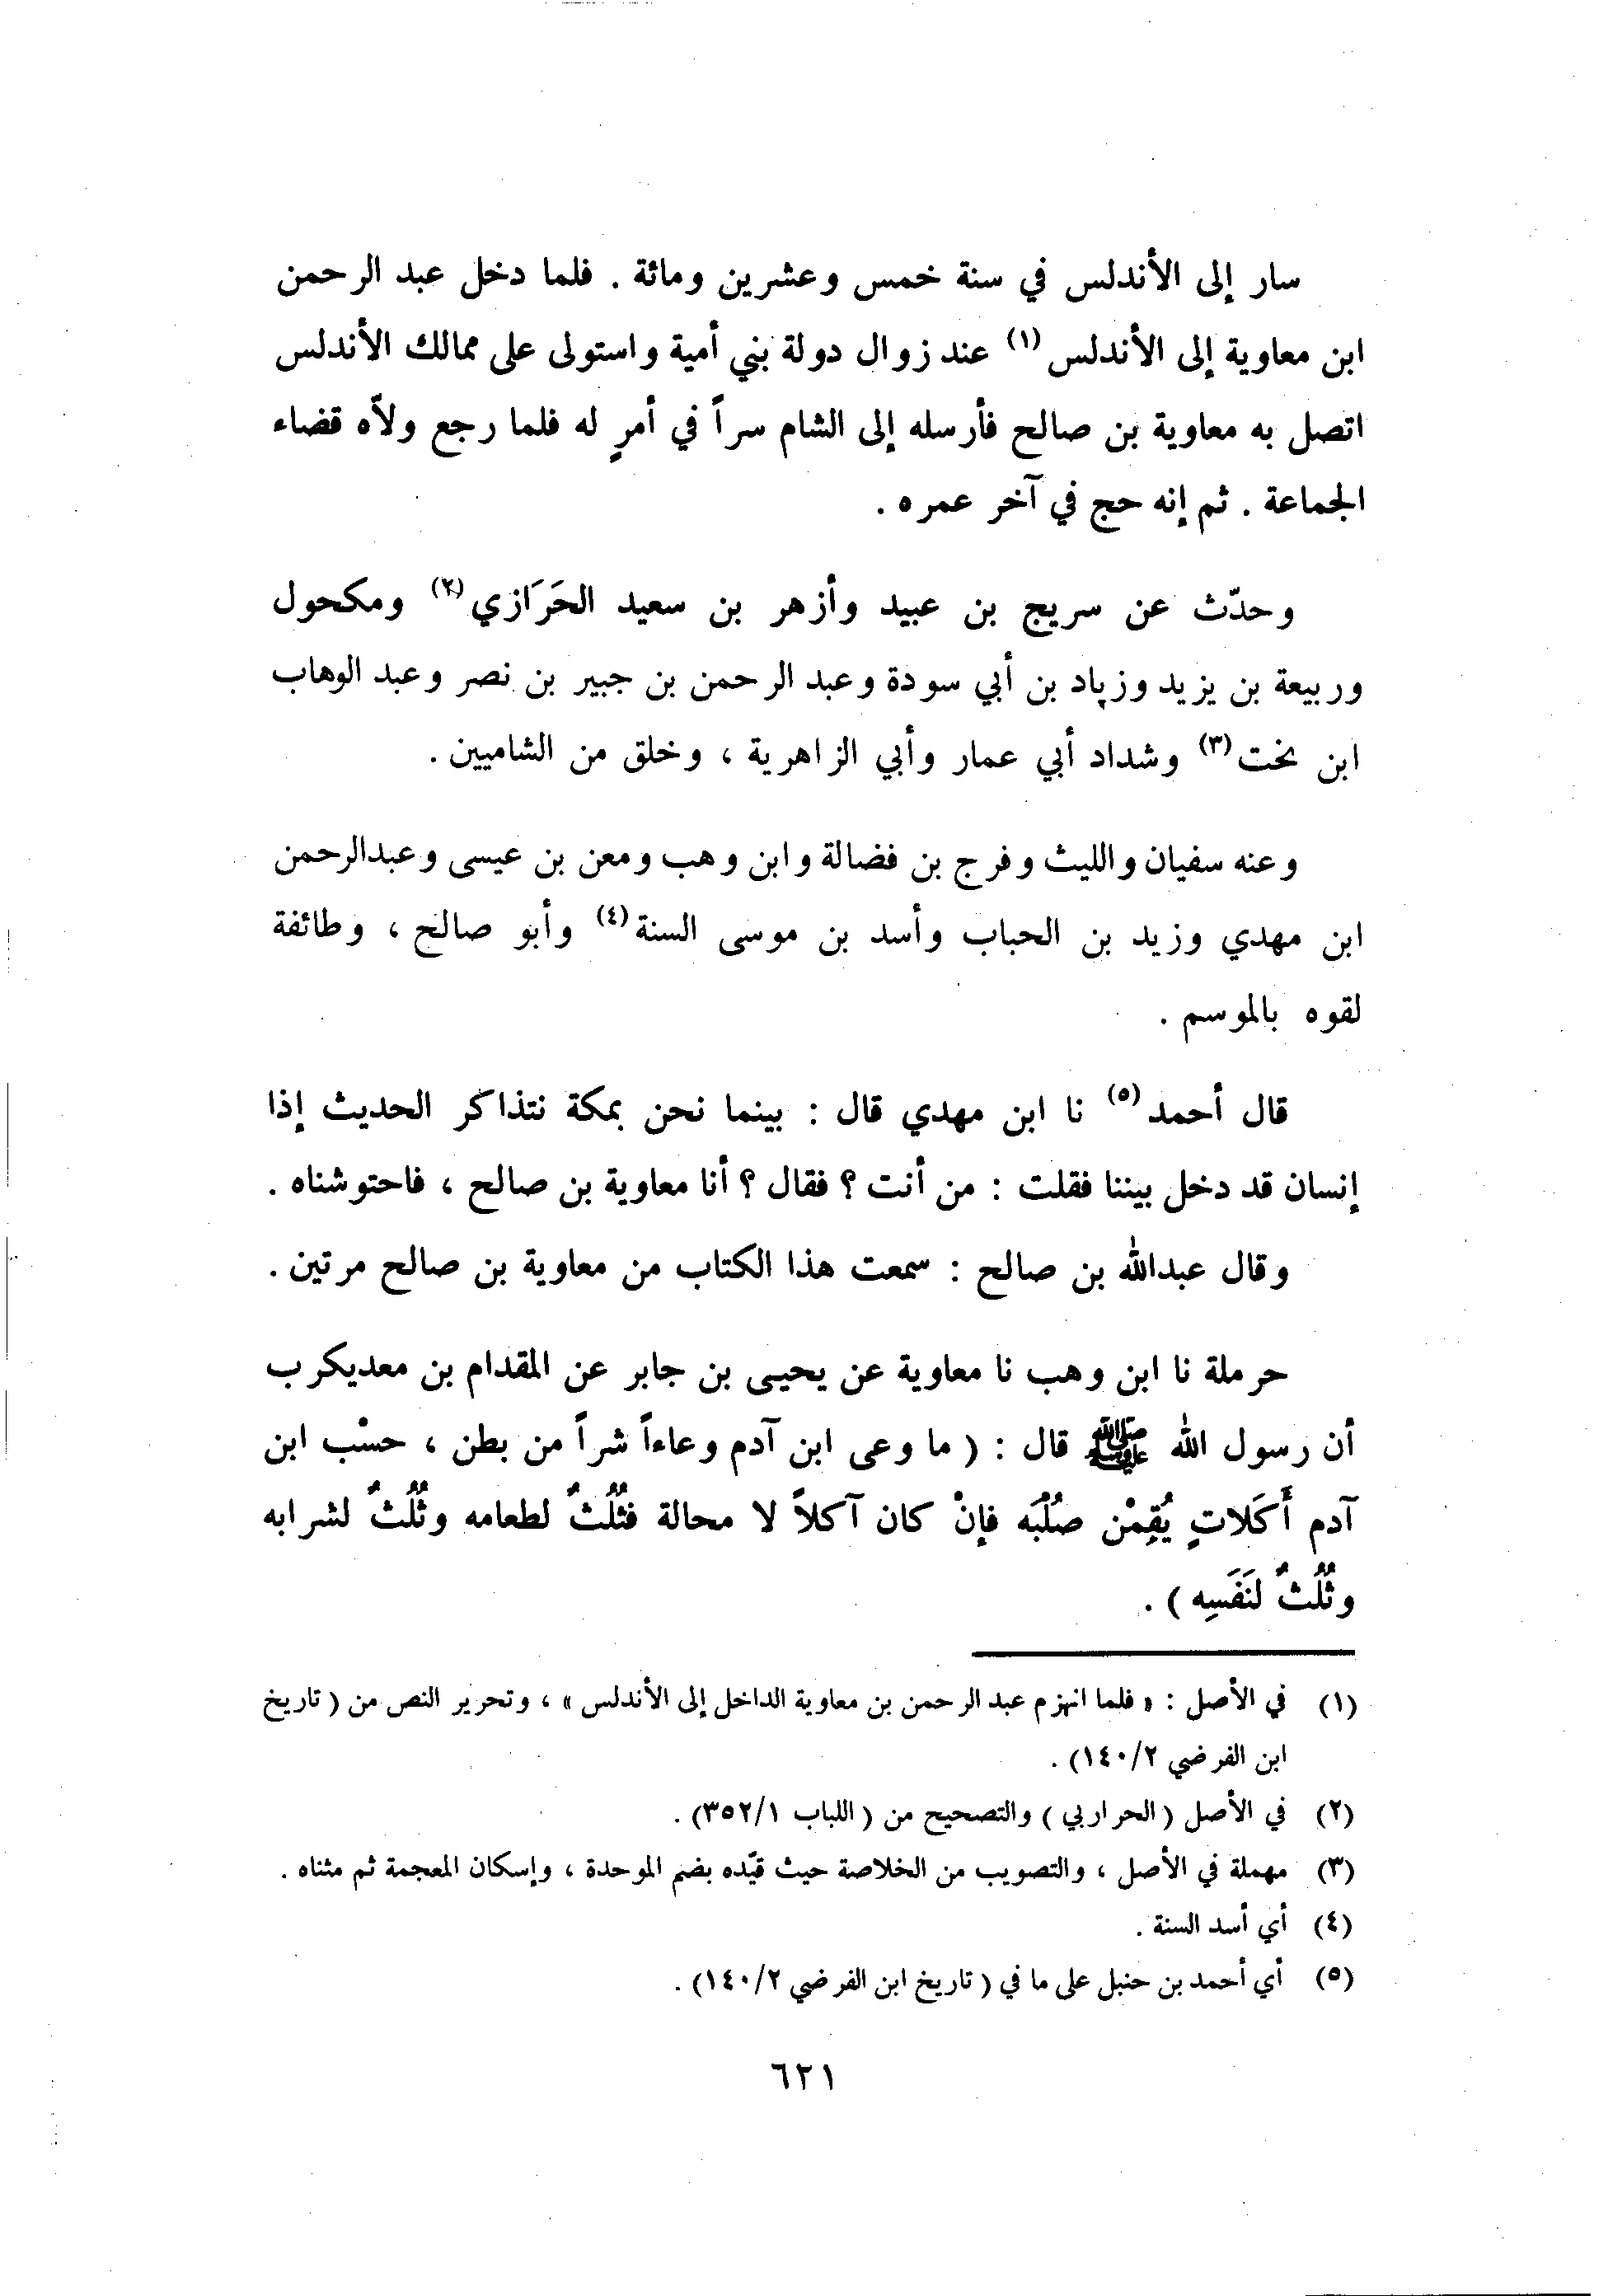 سار إلى الأندلس في سنة خمس وعشرين ومائة . فلما دخل عبد الرحمن
ابن معاوية إلى الأندلس (١) عند زوال دولة بني أمية واستولى على ممالك الأندلس
اتصل به معاوية بن صالح فأرسله إلى الشام سراً في أمرٍ له فلما رجع ولاّه قضاء
الجماعة . ثم إنه حج في آخر عمره .
وحدّث عن سريج بن عبيد وأزهر بن سعيد الحَرَازي (٢) ومكحول
وربيعة بن يزيد وزياد بن أبي سودة وعبد الرحمن بن جبير بن نصر وعبد الوهاب
ابن بخت (٣) وشداد أبي عمار وأبي الزاهرية ، وخلق من الشاميين .
وعنه سفيان والليث وفرج بن فضالة وابن وهب ومعن بن عيسى وعبدالرحمن
ابن مهدي وزيد بن الحباب وأسد بن موسى السنة (٤) وأبو صالح ، وطائفة
لقوه بالموسم .
قال أحمد (٥) نا ابن مهدي قال : بينما نحن بمكة نتذاكر الحديث إذا
إنسان قد دخل بيننا فقلت : من أنت ؟ فقال ؟ أنا معاوية بن صالح ، فاحتوشناه .
وقال عبدالله بن صالح : سمعت هذا الكتاب من معاوية بن صالح مرتين .
حرملة نا ابن وهب نا معاوية عن يحيى بن جابر عن المقدام بن معديكرب
أن رسول الله ﷺ قال : ( ما وعى ابن آدم وعاءاً شراً من بطن ، حسْب ابن
آدم أَكَلاتٍ يُقِمْن صُلْبَه فإنْ كان آكلاً لا محالة فثُلُثٌ لطعامه وثُلُثٌ لشرابه
وثُلُثٌ لنَفَسِه ) .
(١) في الأصل : « فلما انهزم عبد الرحمن بن معاوية الداخل إلى الأندلس » ، وتحرير النص من ( تاريخ
ابن الفرضي ١٤٠/٢) .
(٢) في الأصل ( الحراربي ) والتصحيح من ( اللباب ٣٥٢/١) .
(٣) مهملة في الأصل ، والتصويب من الخلاصة حيث قيّده بضم الموحدة ، وإسكان المعجمة ثم مثناه .
(٤) أي أسد السنة .
(٥) أي أحمد بن حنبل على ما في ( تاريخ ابن الفرضي ١٤٠/٢) .
٦٢١